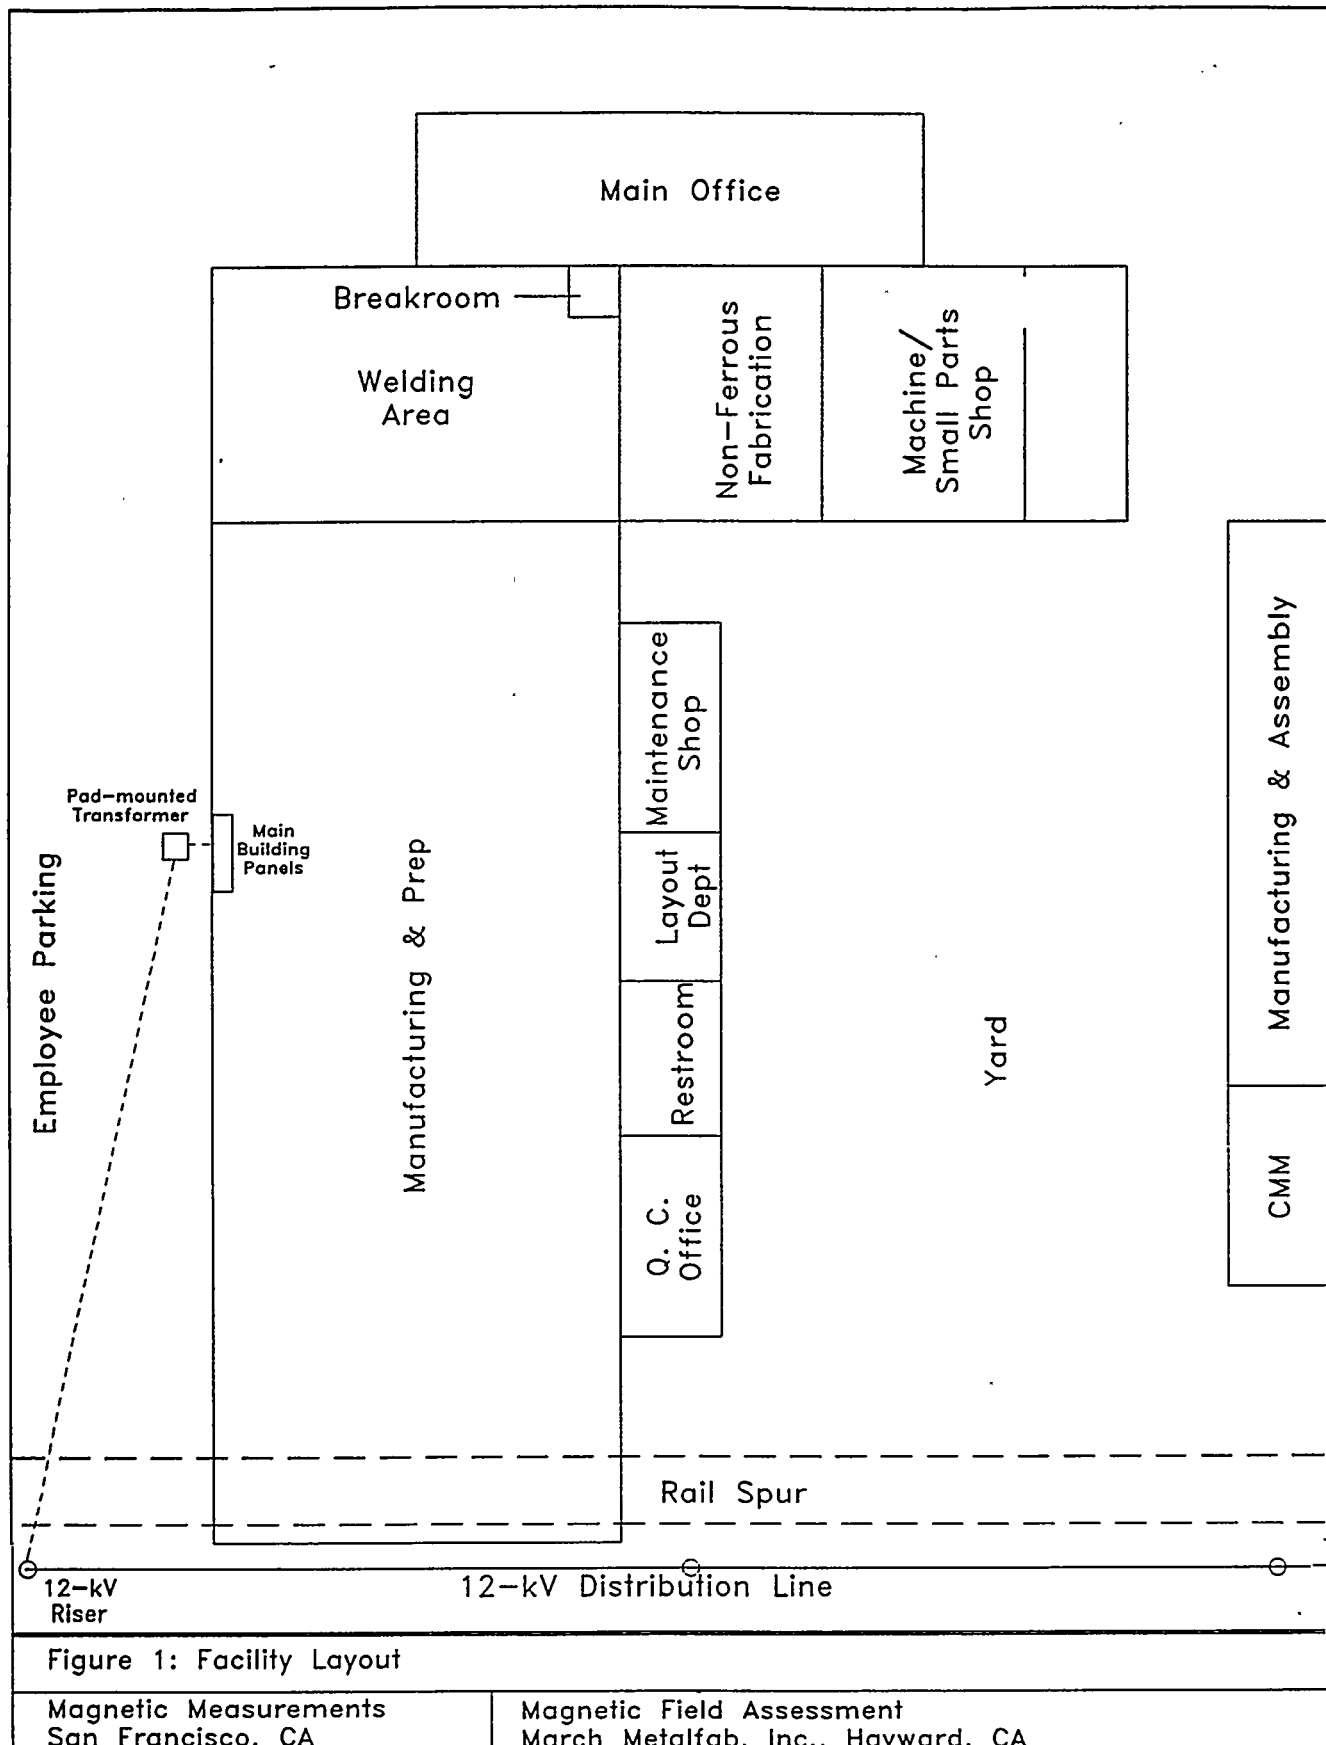 Main Office
Breakroom
Welding
Area
Non-Ferrous
Fabrication
Machine/
Small Parts
Shop
Maintenance
Shop
Manufacturing & Assembly
Pad-mounted
Transformer
Main
Building
Panels
Layout
Dept
Employee Parking
Manufacturing & Prep
Restroom
Yard
CMM
Q. C.
Office
Rail Spur
12-kV
Riser
12-kV Distribution Line
Figure 1: Facility Layout
Magnetic Measurements
San Francisco, CA
Magnetic Field Assessment
March Metalfab, Inc., Hayward, CA